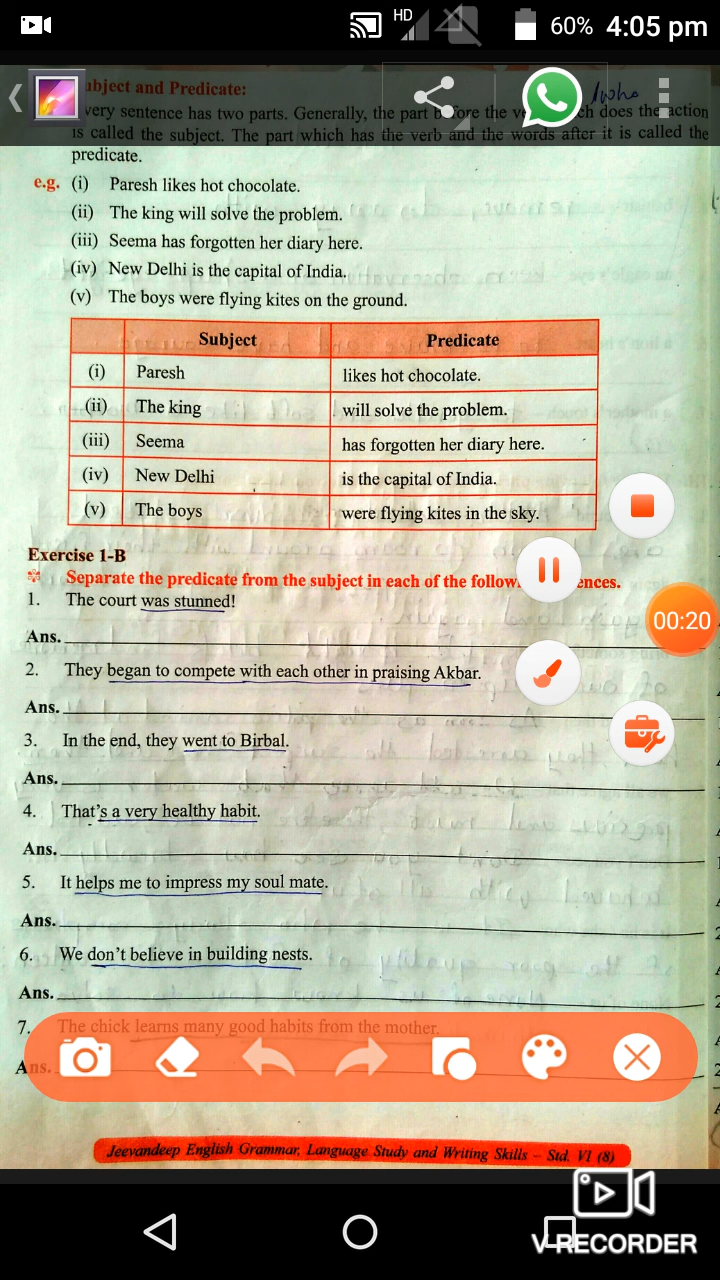 HD 60% 4:05 pm
ubject and Predicate: who
very sentence has two parts. Generally, the part b fore the ve ch does the action
is called the subject. The part which has the verb and the words after it is called the
predicate.
e.g. (i) Paresh likes hot chocolate.
(ii) The king will solve the problem.
(iii) Seema has forgotten her diary here.
(iv) New Delhi is the capital of India.
(v) The boys were flying kites on the ground.
Subject Predicate
(i) Paresh likes hot chocolate.
(ii) The king will solve the problem.
(iii) Seema has forgotten her diary here.
(iv) New Delhi is the capital of India.
(v) The boys were flying kites in the sky.
Exercise 1-B
Separate the predicate from the subject in each of the follow ences.
1. The court was stunned!
00:20
Ans.
2. They began to compete with each other in praising Akbar.
Ans.
3. In the end, they went to Birbal.
Ans.
4. That's a very healthy habit.
Ans.
5. It helps me to impress my soul mate.
Ans.
6. We don't believe in building nests.
Ans.
7. The chick learns many good habits from the mother.
Ans.
Jeevandeep English Grammar, Language Study and Writing Skills – Std. VI (8)
V RECORDER